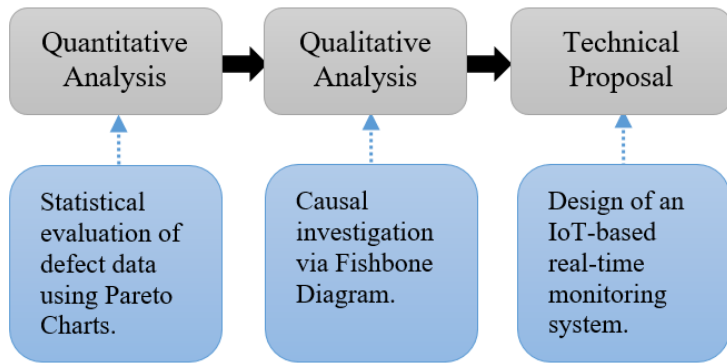 Quantitative
Analysis
Qualitative
Analysis
Technical
Proposal
Statistical
evaluation of
defect data
using Pareto
Charts.
Causal
investigation
via Fishbone
Diagram.
Design of an
IoT-based
real-time
monitoring
system.